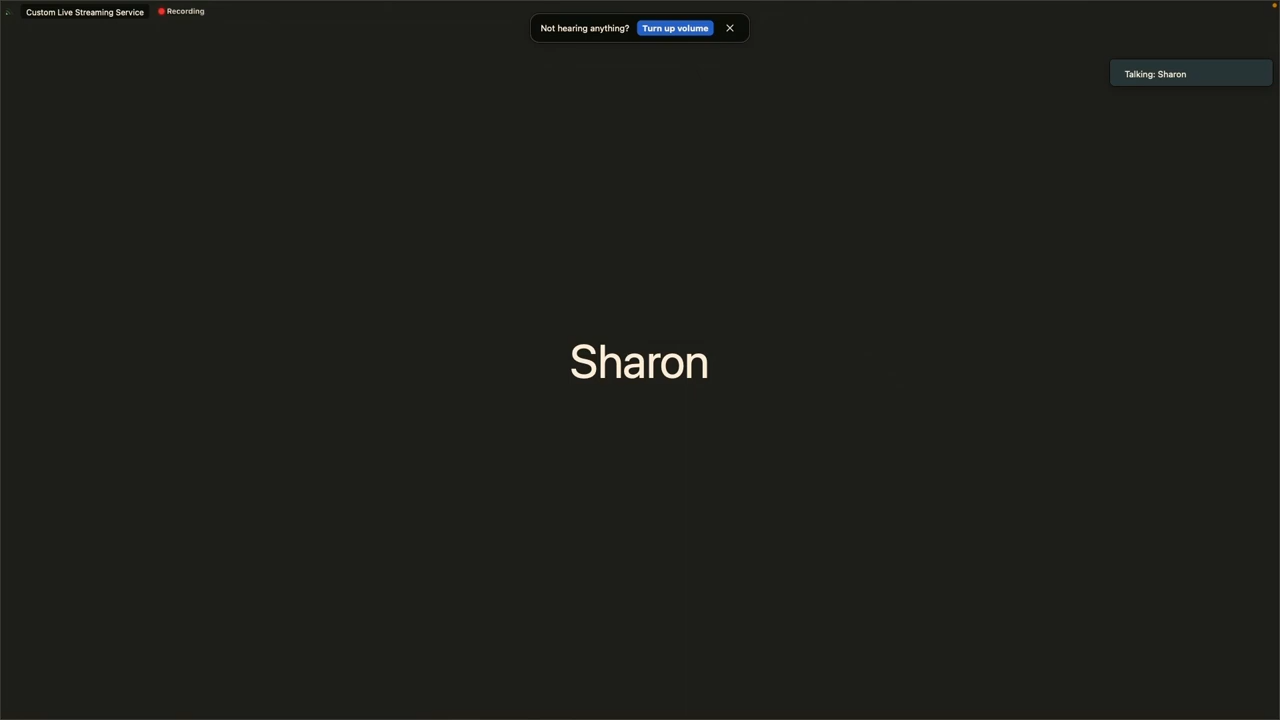 Custom Live Streaming Service
Recording
Not hearing anything?
Turn up volume
Talking: Sharon
Sharon